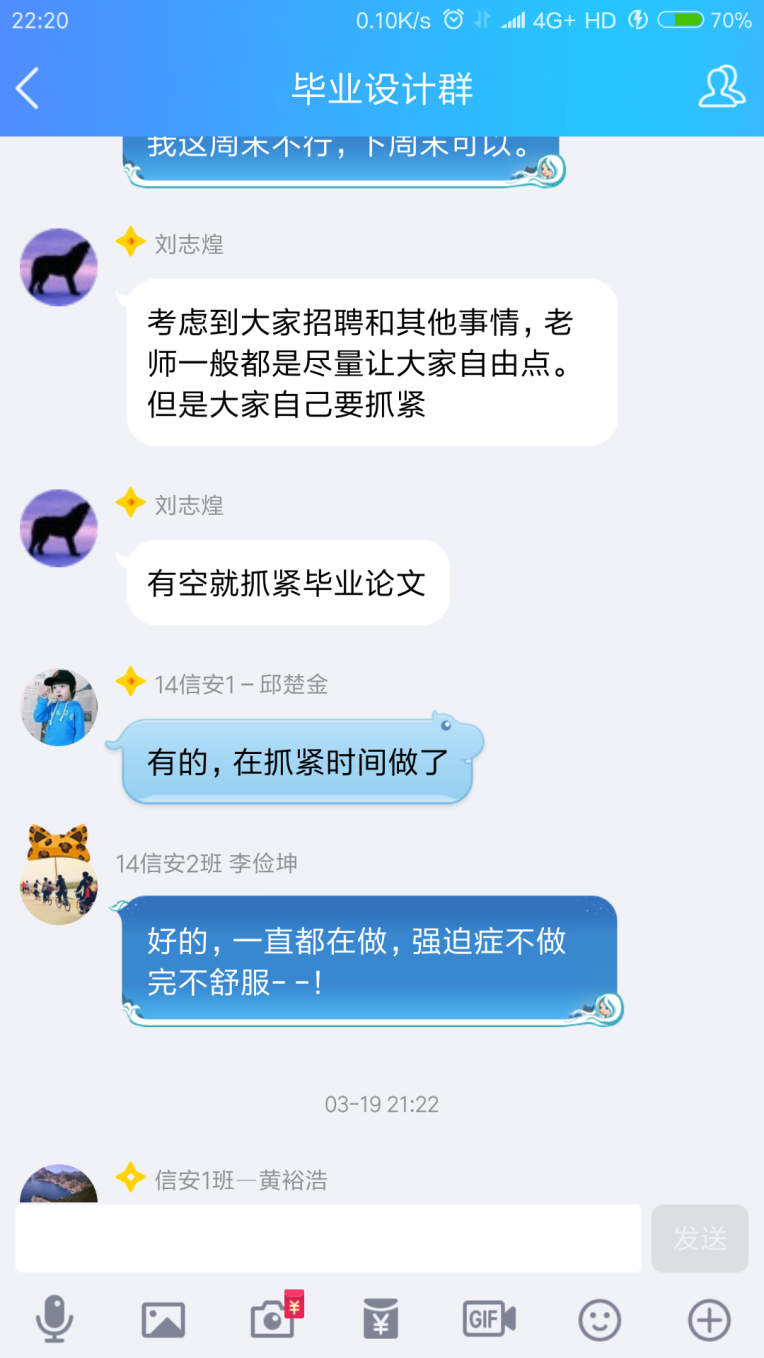 22:20
0.10K/s 4G+ HD 70%
毕业设计群
我这周末不行，下周末可以。
刘志煌
考虑到大家招聘和其他事情，老
师一般都是尽量让大家自由点。
但是大家自己要抓紧
刘志煌
有空就抓紧毕业论文
14信安1－邱楚金
有的，在抓紧时间做了
14信安2班 李俭坤
好的，一直都在做，强迫症不做
完不舒服--！
03-19 21:22
信安1班—黄裕浩
发送
¥
¥
GIF